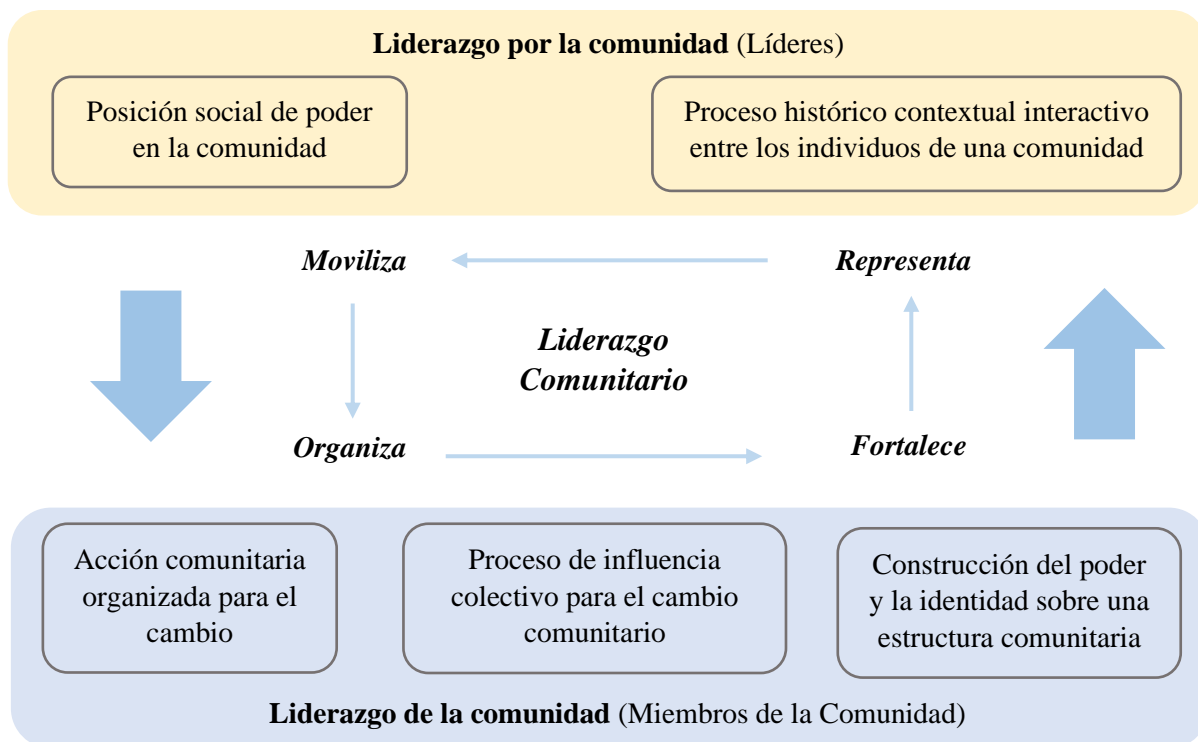 Liderazgo por la comunidad (Líderes)
Posición social de poder
en la comunidad
Proceso histórico contextual interactivo
entre los individuos de una comunidad
Moviliza
Representa
Liderazgo
Comunitario
Organiza
Fortalece
Acción comunitaria
organizada para el
cambio
Proceso de influencia
colectivo para el cambio
comunitario
Construcción del poder
y la identidad sobre una
estructura comunitaria
Liderazgo de la comunidad (Miembros de la Comunidad)